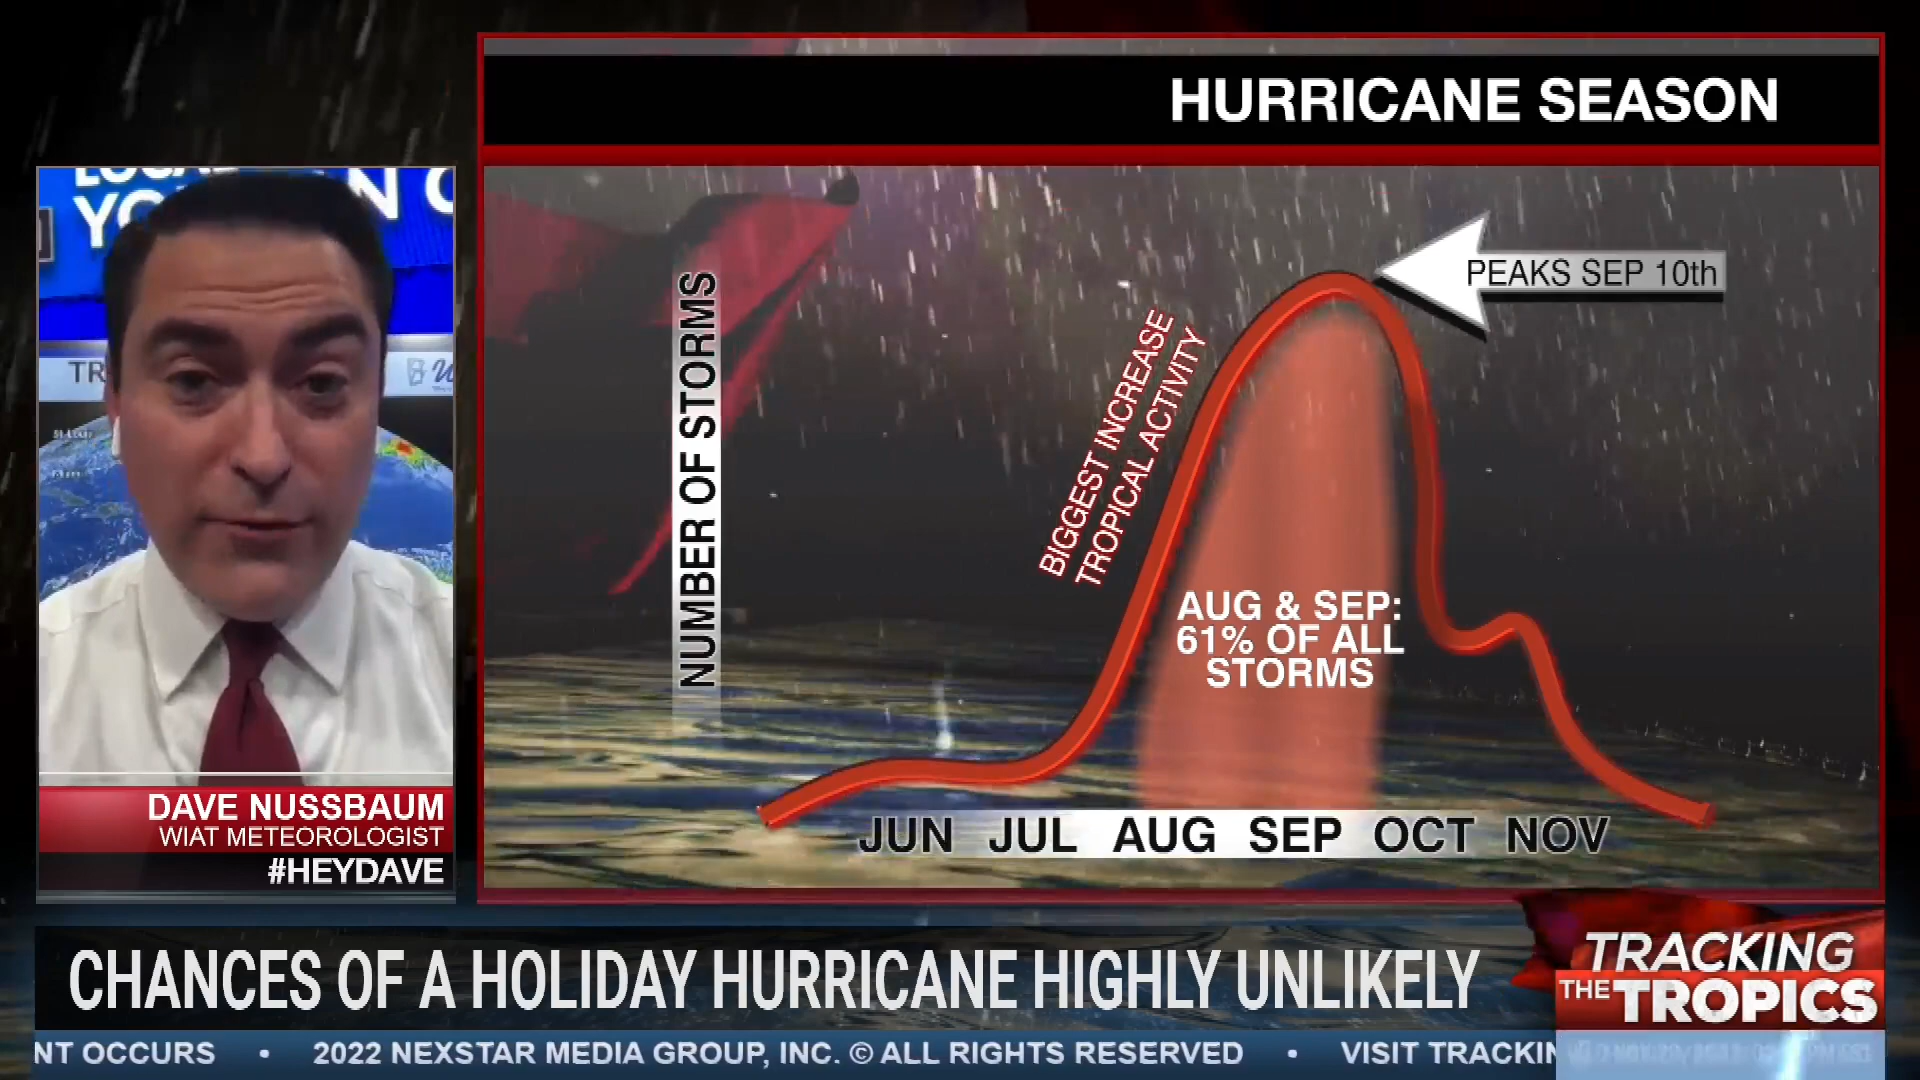 HURRICANE SEASON
PEAKS SEP 10th
NUMBER OF STORMS
BIGGEST INCREASE
TROPICAL ACTIVITY
AUG & SEP:
61% OF ALL
STORMS
JUN JUL AUG SEP OCT NOV
DAVE NUSSBAUM
WIAT METEOROLOGIST
#HEYDAVE
CHANCES OF A HOLIDAY HURRICANE HIGHLY UNLIKELY
TRACKING
THE TROPICS
NT OCCURS • 2022 NEXSTAR MEDIA GROUP, INC. © ALL RIGHTS RESERVED • VISIT TRACKIN